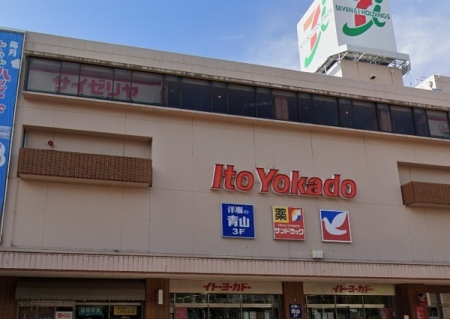 SEVEN & i HOLDINGS
毎月
サイゼリヤ
Ito Yokado
洋服の
青山
3F
薬
サンドラッグ
イトーヨーカドー
イトーヨーカドー